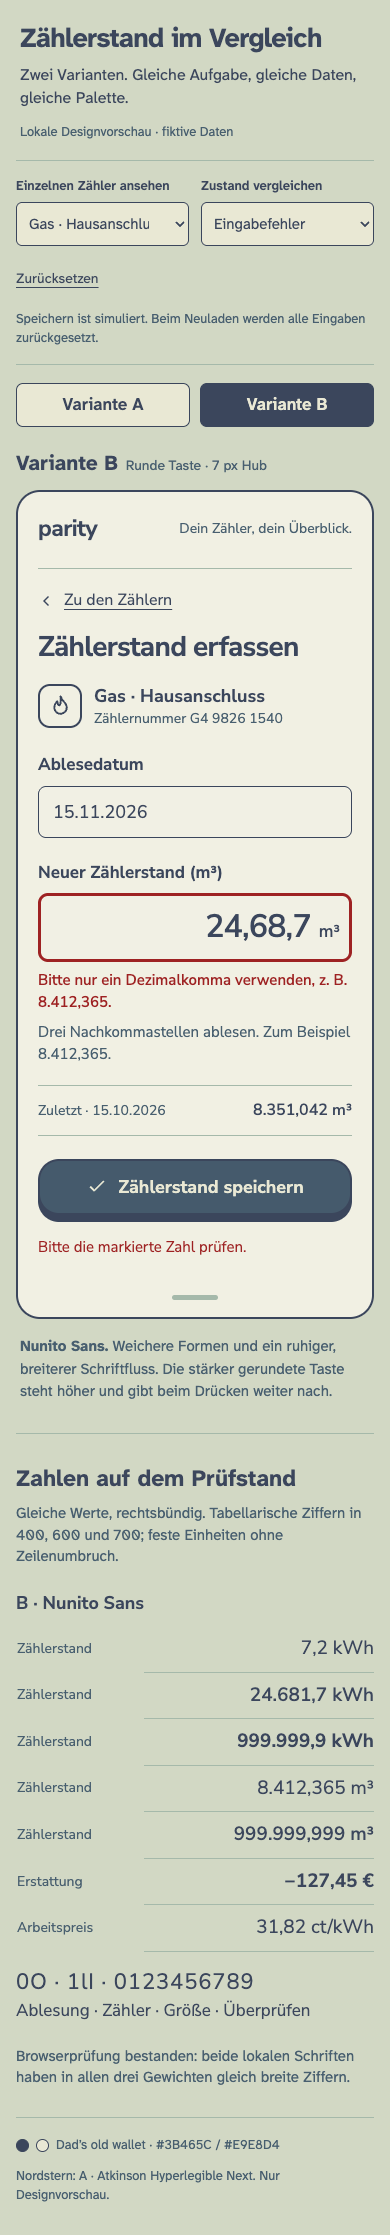 Zählerstand im Vergleich
Zwei Varianten. Gleiche Aufgabe, gleiche Daten,
gleiche Palette.
Lokale Designvorschau · fiktive Daten
Einzelnen Zähler ansehen
Zustand vergleichen
Gas · Hausanschlu
Eingabefehler
Zurücksetzen
Speichern ist simuliert. Beim Neuladen werden alle Eingaben
zurückgesetzt.
Variante A
Variante B
Variante B Runde Taste · 7 px Hub
parity
Dein Zähler, dein Überblick.
Zu den Zählern
Zählerstand erfassen
Gas · Hausanschluss
Zählernummer G4 9826 1540
Ablesedatum
15.11.2026
Neuer Zählerstand (m³)
24,68,7 m³
Bitte nur ein Dezimalkomma verwenden, z. B.
8.412,365.
Drei Nachkommastellen ablesen. Zum Beispiel
8.412,365.
Zuletzt · 15.10.2026
8.351,042 m³
Zählerstand speichern
Bitte die markierte Zahl prüfen.
Nunito Sans. Weichere Formen und ein ruhiger,
breiterer Schriftfluss. Die stärker gerundete Taste
steht höher und gibt beim Drücken weiter nach.
Zahlen auf dem Prüfstand
Gleiche Werte, rechtsbündig. Tabellarische Ziffern in
400, 600 und 700; feste Einheiten ohne
Zeilenumbruch.
B · Nunito Sans
Zählerstand 7,2 kWh
Zählerstand 24.681,7 kWh
Zählerstand 999.999,9 kWh
Zählerstand 8.412,365 m³
Zählerstand 999.999,999 m³
Erstattung −127,45 €
Arbeitspreis 31,82 ct/kWh
0O · 1lI · 0123456789
Ablesung · Zähler · Größe · Überprüfen
Browserprüfung bestanden: beide lokalen Schriften
haben in allen drei Gewichten gleich breite Ziffern.
Dad's old wallet · #3B465C / #E9E8D4
Nordstern: A · Atkinson Hyperlegible Next. Nur
Designvorschau.